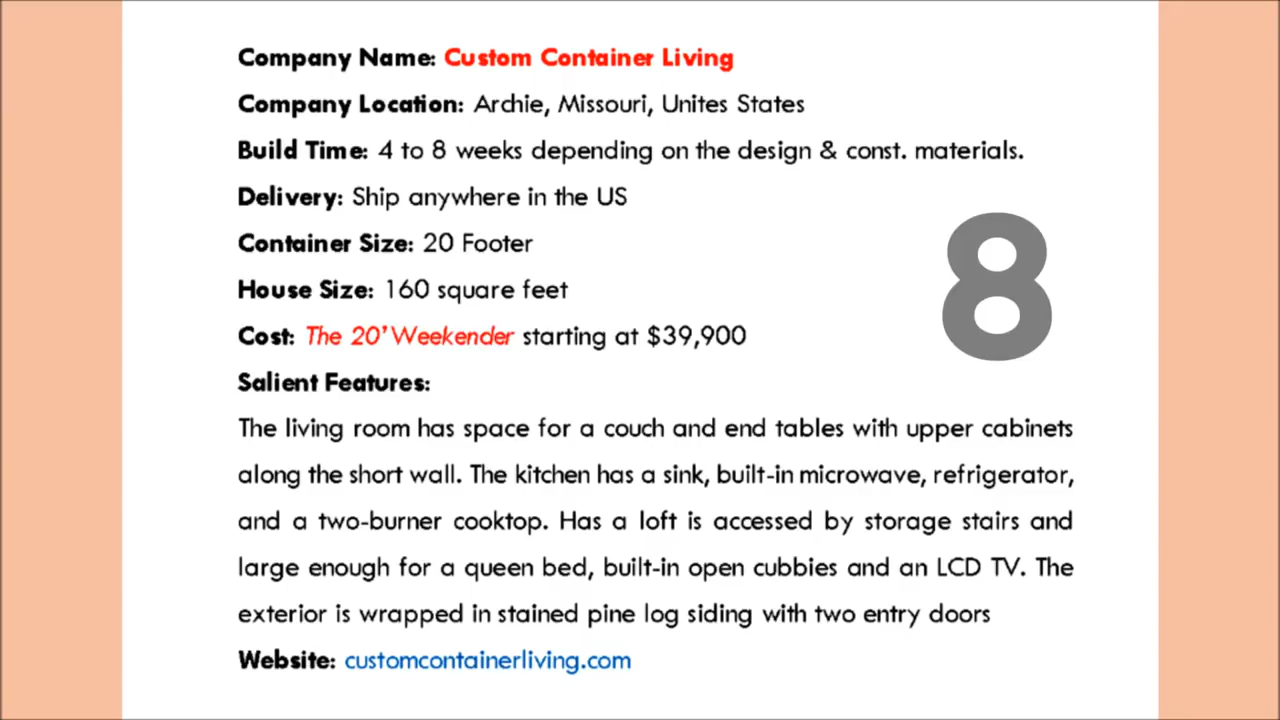 Company Name: Custom Container Living
Company Location: Archie, Missouri, Unites States
Build Time: 4 to 8 weeks depending on the design & const. materials.
Delivery: Ship anywhere in the US
Container Size: 20 Footer
8
House Size: 160 square feet
Cost: The 20' Weekender starting at $39,900
Salient Features:
The living room has space for a couch and end tables with upper cabinets
along the short wall. The kitchen has a sink, built-in microwave, refrigerator,
and a two-burner cooktop. Has a loft is accessed by storage stairs and
large enough for a queen bed, built-in open cubbies and an LCD TV. The
exterior is wrapped in stained pine log siding with two entry doors
Website: customcontainerliving.com